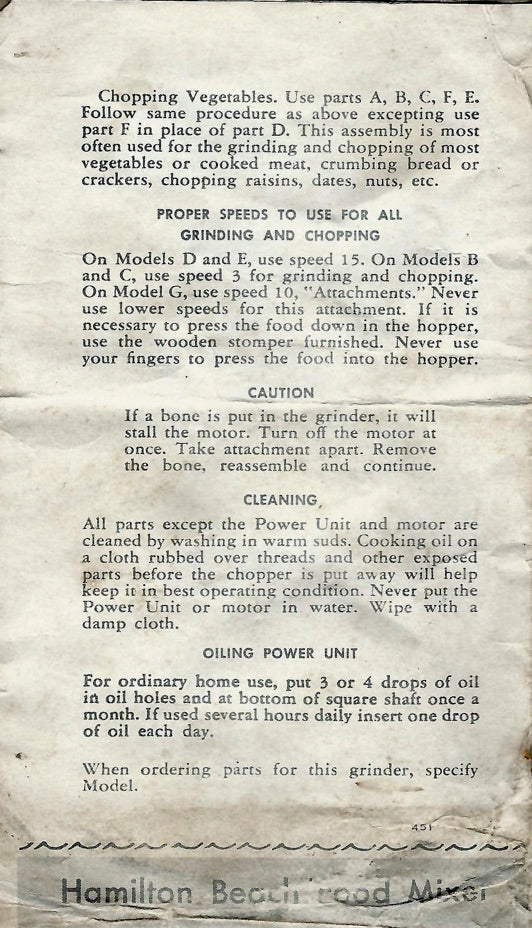 Chopping Vegetables. Use parts A, B, C, F, E.
Follow same procedure as above excepting use
part F in place of part D. This assembly is most
often used for the grinding and chopping of most
vegetables or cooked meat, crumbing bread or
crackers, chopping raisins, dates, nuts, etc.
PROPER SPEEDS TO USE FOR ALL
GRINDING AND CHOPPING
On Models D and E, use speed 15. On Models B
and C, use speed 3 for grinding and chopping.
On Model G, use speed 10, "Attachments." Never
use lower speeds for this attachment. If it is
necessary to press the food down in the hopper,
use the wooden stomper furnished. Never use
your fingers to press the food into the hopper.
CAUTION
If a bone is put in the grinder, it will
stall the motor. Turn off the motor at
once. Take attachment apart. Remove
the bone, reassemble and continue.
CLEANING
All parts except the Power Unit and motor are
cleaned by washing in warm suds. Cooking oil on
a cloth rubbed over threads and other exposed
parts before the chopper is put away will help
keep it in best operating condition. Never put the
Power Unit or motor in water. Wipe with a
damp cloth.
OILING POWER UNIT
For ordinary home use, put 3 or 4 drops of oil
in oil holes and at bottom of square shaft once a
month. If used several hours daily insert one drop
of oil each day.
When ordering parts for this grinder, specify
Model.
451
Hamilton Beach Food Mixer